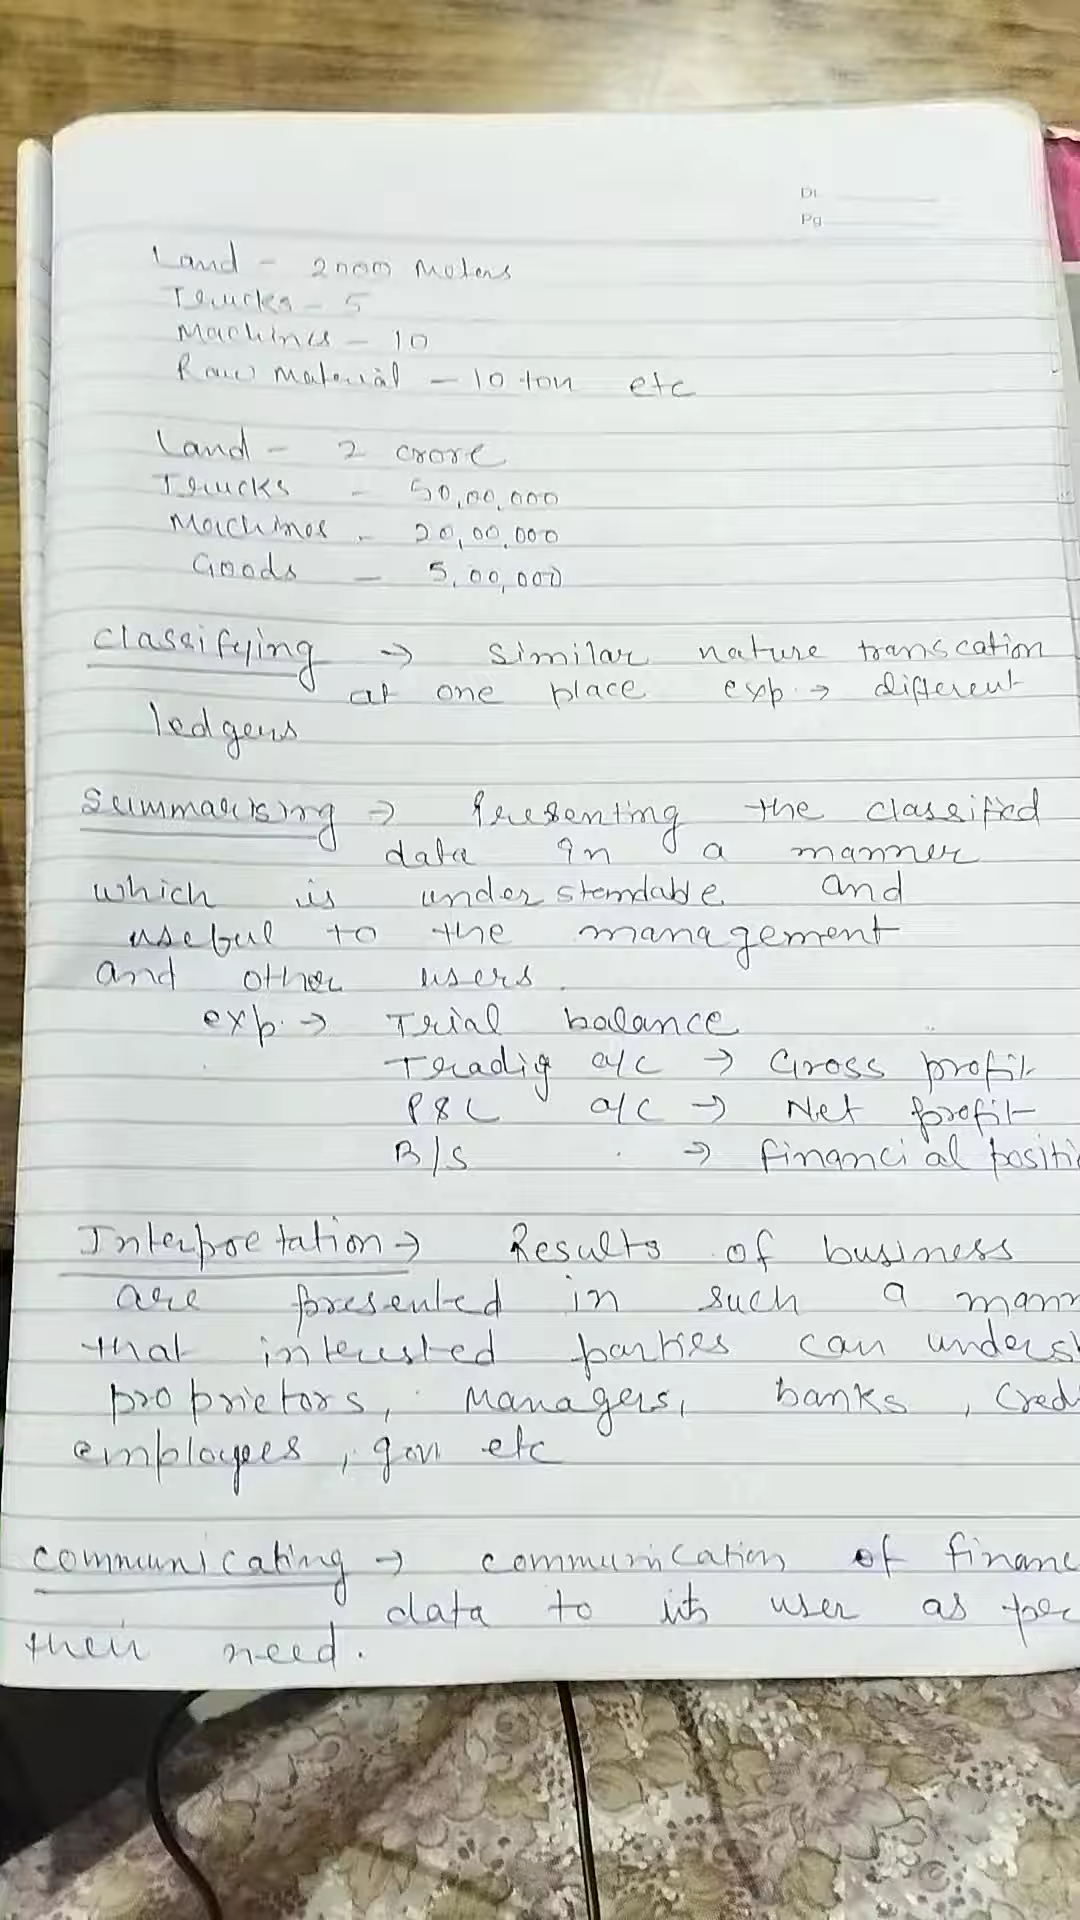 Dt.
Pg.
Land - 2000 Meters
Trucks - 5
Machines - 10
Raw Material - 10 ton etc
Land - 2 crore
Trucks - 50,00,000
Machines - 20,00,000
Goods - 5,00,000
Classifying → Similar nature transcation
at one place exp. → different
ledgers
Summarising → Presenting the classified
data In a manner
which is understandable and
useful to the management
and other users.
exp. → Trial balance
Tradig a/c → Gross profit
P&L a/c → Net profit
B/S → financial positi
Interpretation → Results of business
are presented in such a mann
that interested parties can underst
proprietors, Managers, banks, Cred
employees, gov etc
Communicating → communication of financ
data to its user as per
their need.